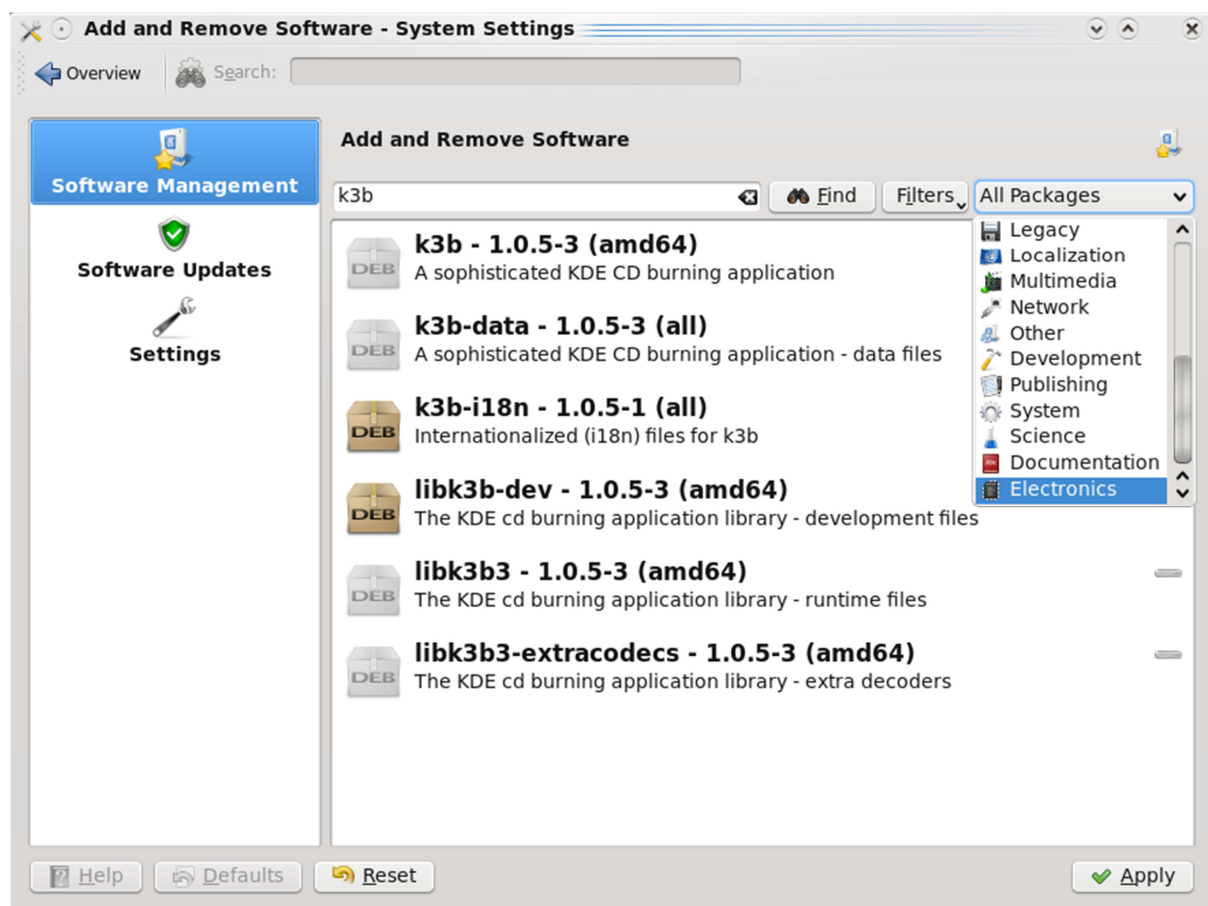 Add and Remove Software - System Settings
Overview
Search:
Software Management
Software Updates
Settings
Add and Remove Software
k3b
Find
Filters
All Packages
k3b - 1.0.5-3 (amd64)
A sophisticated KDE CD burning application
k3b-data - 1.0.5-3 (all)
A sophisticated KDE CD burning application - data files
k3b-i18n - 1.0.5-1 (all)
Internationalized (i18n) files for k3b
libk3b-dev - 1.0.5-3 (amd64)
The KDE cd burning application library - development files
libk3b3 - 1.0.5-3 (amd64)
The KDE cd burning application library - runtime files
libk3b3-extracodecs - 1.0.5-3 (amd64)
The KDE cd burning application library - extra decoders
DEB
DEB
DEB
DEB
DEB
DEB
Legacy
Localization
Multimedia
Network
Other
Development
Publishing
System
Science
Documentation
Electronics
Help
Defaults
Reset
Apply